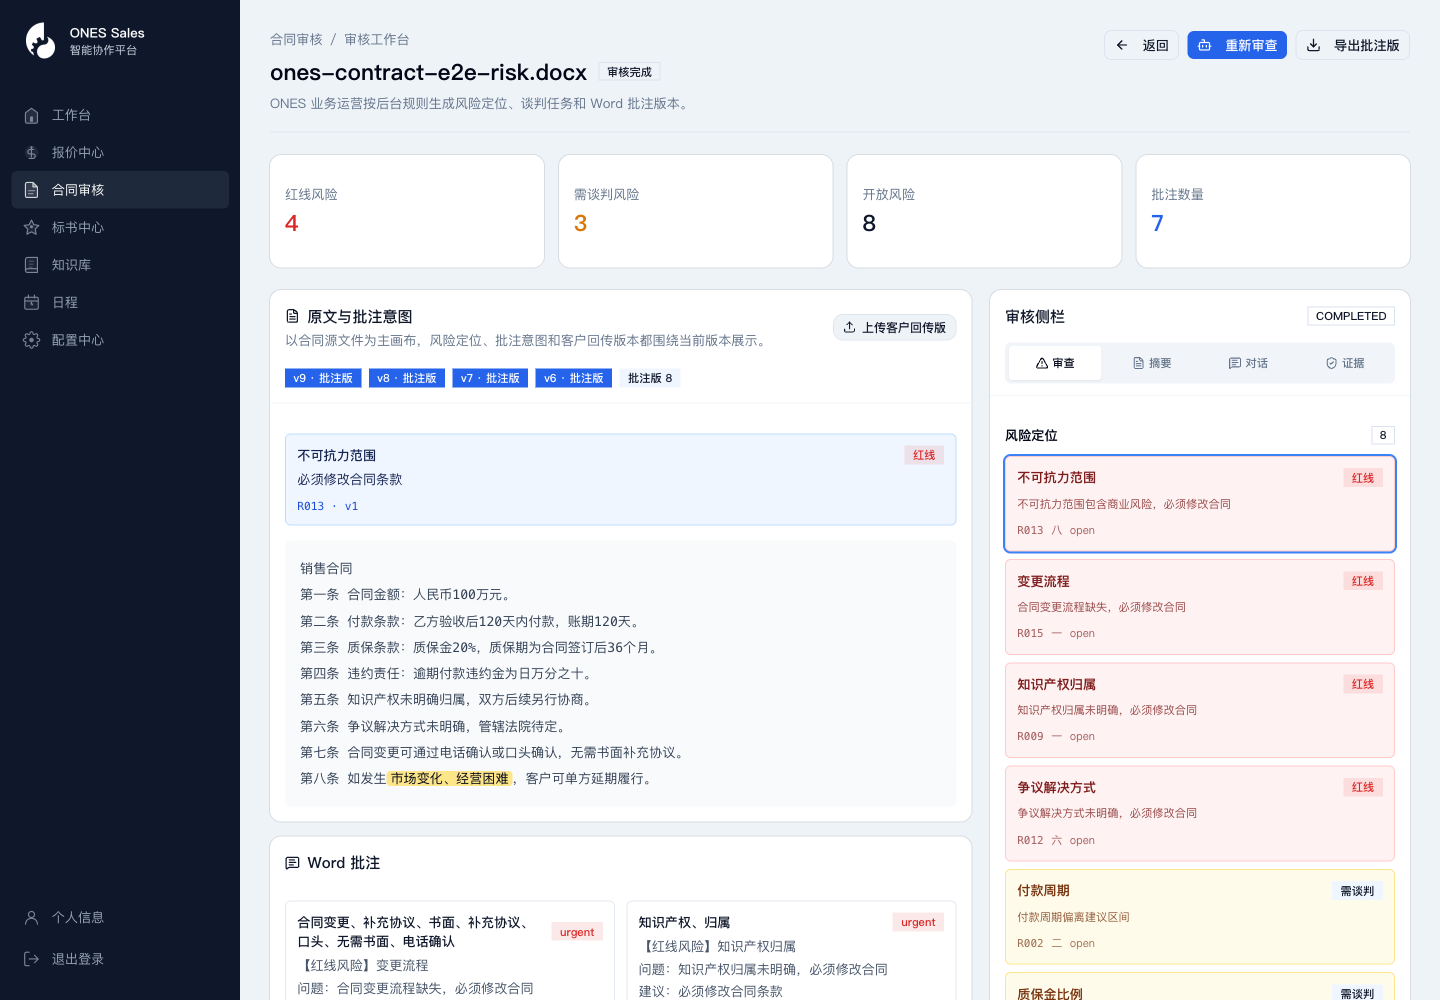 ONES Sales
智能协作平台
工作台
报价中心
合同审核
标书中心
知识库
日程
配置中心
个人信息
退出登录
合同审核 / 审核工作台
ones-contract-e2e-risk.docx 审核完成
ONES 业务运营按后台规则生成风险定位、谈判任务和 Word 批注版本。
返回
重新审查
导出批注版
红线风险
4
需谈判风险
3
开放风险
8
批注数量
7
原文与批注意图
以合同源文件为主画布，风险定位、批注意图和客户回传版本都围绕当前版本展示。
上传客户回传版
v9 · 批注版 v8 · 批注版 v7 · 批注版 v6 · 批注版 批注版 8
不可抗力范围 红线
必须修改合同条款
R013 · v1
销售合同
第一条 合同金额：人民币100万元。
第二条 付款条款：乙方验收后120天内付款，账期120天。
第三条 质保条款：质保金20%，质保期为合同签订后36个月。
第四条 违约责任：逾期付款违约金为日万分之十。
第五条 知识产权未明确归属，双方后续另行协商。
第六条 争议解决方式未明确，管辖法院待定。
第七条 合同变更可通过电话确认或口头确认，无需书面补充协议。
第八条 如发生市场变化、经营困难，客户可单方延期履行。
Word 批注
合同变更、补充协议、书面、补充协议、
口头、无需书面、电话确认
urgent
【红线风险】变更流程
问题：合同变更流程缺失，必须修改合同
知识产权、归属 urgent
【红线风险】知识产权归属
问题：知识产权归属未明确，必须修改合同
建议：必须修改合同条款
审核侧栏 COMPLETED
审查 摘要 对话 证据
风险定位 8
不可抗力范围 红线
不可抗力范围包含商业风险，必须修改合同
R013 八 open
变更流程 红线
合同变更流程缺失，必须修改合同
R015 一 open
知识产权归属 红线
知识产权归属未明确，必须修改合同
R009 一 open
争议解决方式 红线
争议解决方式未明确，必须修改合同
R012 六 open
付款周期 需谈判
付款周期偏离建议区间
R002 二 open
质保金比例 需谈判